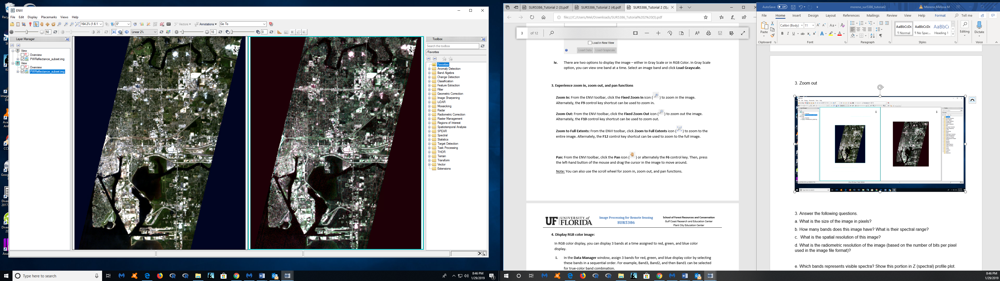 ENVI
File Edit Display Placemarks Views Help
164.2% (1.6:1 0° Vectors Annotations Go To
50 20 Linear 2% 10 0
Layer Manager
View
Overview
PWReflectance_subset.img
View
Overview
PWReflectance_subset.img
N
N
Toolbox
Search the toolbox
/Favorites
Favorites
Anomaly Detection
Band Algebra
Change Detection
Classification
Feature Extraction
Filter
Geometric Correction
Image Sharpening
LiDAR
Mosaicking
Radar
Radiometric Correction
Raster Management
Regions of Interest
Spatiotemporal Analysis
SPEAR
Spectral
Statistics
Target Detection
Task Processing
THOR
Terrain
Transform
Vector
Extensions
Type here to search
8:46 PM
1/29/2019
SUR5386_Tutorial 2 (3).pdf
SUR5386_Tutorial 2 (4).pdf
SUR5386_Tutorial 2 (5).
file:///C:/Users/Mel/Downloads/SUR5386_Tutorial%202%20(5).pdf
3 of 12
Load in New View
Load Data Load Grayscale
iv. There are two options to display the image – either in Gray Scale or in RGB Color. In Gray Scale
option, you can view one band at a time. Select an image band and click Load Grayscale.
3. Experience zoom in, zoom out, and pan functions
Zoom In: From the ENVI toolbar, click the Fixed Zoom In icon ( ) to zoom in the image.
Alternately, the F9 control key shortcut can be used to zoom in.
Zoom Out: From the ENVI toolbar, click the Fixed Zoom Out icon ( ) to zoom out the image.
Alternately, the F10 control key shortcut can be used to zoom out.
Zoom to Full Extents: From the ENVI toolbar, click Zoom to Full Extents icon ( ) to zoom to the
entire image. Alternately, the F12 control key shortcut can be used to zoom to the full image.
Pan: From the ENVI toolbar, click the Pan icon ( ) or alternately the F6 control key. Then, press
the left-hand button of the mouse and drag the cursor in the image to move around.
Note: You can also use the scroll wheel for zoom in, zoom out, and pan functions.
UF UNIVERSITY of
FLORIDA
Image Processing for Remote Sensing
SUR5386
School of Forest Resources and Conservation
Gulf Coast Research and Education Center
Plant City Education Center
4. Display RGB color image:
In RGB color display, you can display 3 bands at a time assigned to red, green, and blue color
display.
i. In the Data Manager window, assign 3 bands for red, green, and blue display color by selecting
these bands in a sequential order. For example, Band3, Band2, and then Band1 can be selected
for true-color band combination.
AutoSave Off moreno_sur5386_tutorial2 Moreno,Melissa M
File Home Insert Design Layout References Mailings Review View Help Format Tell me
Paste
Calibri (Body) 11
Clipboard Font Paragraph Styles Voice
AaBbCcDc AaBbCcDc AaBbCc
¶ Normal ¶ No Spac... Heading 1
Editing
Dictate
3. Zoom out
3. Answer the following questions.
a. What is the size of the image in pixels?
b. How many bands does this image have? What is their spectral range?
c. What is the spatial resolution of this image?
d. What is the radiometric resolution of the image (based on the number of bits per pixel
used in the image file format)?
e. Which bands represents visible spectra? Show this portion in Z (spectral) profile plot.
8:46 PM
1/29/2019